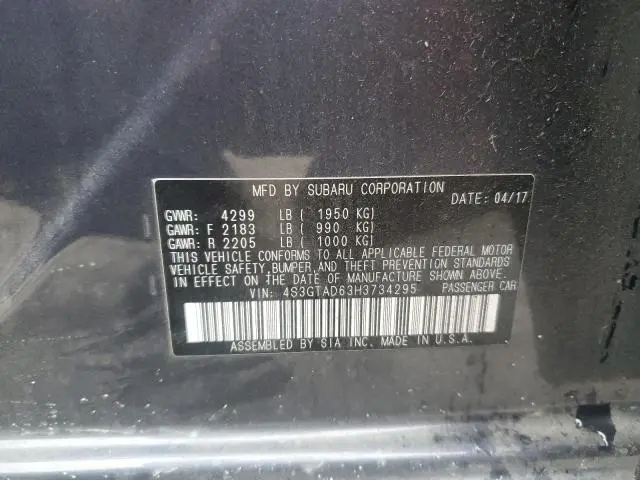 MFD BY SUBARU CORPORATION
DATE: 04/17
GVWR: 4299 LB ( 1950 KG)
GAWR: F 2183 LB ( 990 KG)
GAWR: R 2205 LB ( 1000 KG)
THIS VEHICLE CONFORMS TO ALL APPLICABLE FEDERAL MOTOR
VEHICLE SAFETY, BUMPER, AND THEFT PREVENTION STANDARDS
IN EFFECT ON THE DATE OF MANUFACTURE SHOWN ABOVE.
VIN: 4S3GTAD63H3734295 PASSENGER CAR
ASSEMBLED BY SIA INC. MADE IN U.S.A.